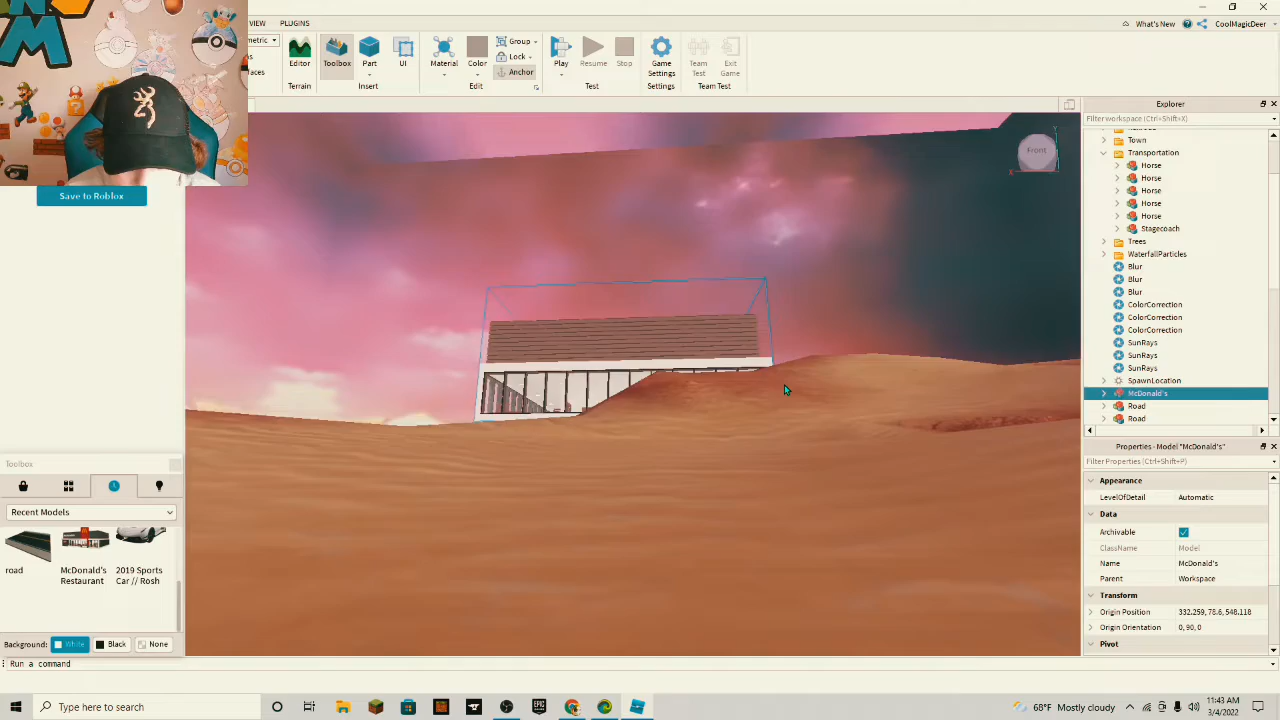 VIEW PLUGINS
What's New CoolMagicDeer
Editor Toolbox Part UI Material Color Group Lock Anchor Play Resume Stop Game Settings Team Test Exit Game
Terrain Insert Edit Test Settings Team Test
Explorer
Filter workspace (Ctrl+Shift+X)
Front
X
Town
Transportation
Horse
Horse
Horse
Horse
Horse
Stagecoach
Trees
WaterfallParticles
Blur
Blur
Blur
ColorCorrection
ColorCorrection
ColorCorrection
SunRays
SunRays
SunRays
SpawnLocation
McDonald's
Road
Road
Save to Roblox
Properties - Model "McDonald's"
Filter Properties (Ctrl+Shift+P)
Appearance
LevelOfDetail Automatic
Data
Archivable
ClassName Model
Name McDonald's
Parent Workspace
Transform
Origin Position 332.259, 78.6, 548.118
Origin Orientation 0, 90, 0
Pivot
Toolbox
Recent Models
road McDonald's Restaurant 2019 Sports Car // Rosh
Background: White Black None
Run a command
Type here to search
EPIC
68°F Mostly cloudy
11:43 AM
3/4/2022